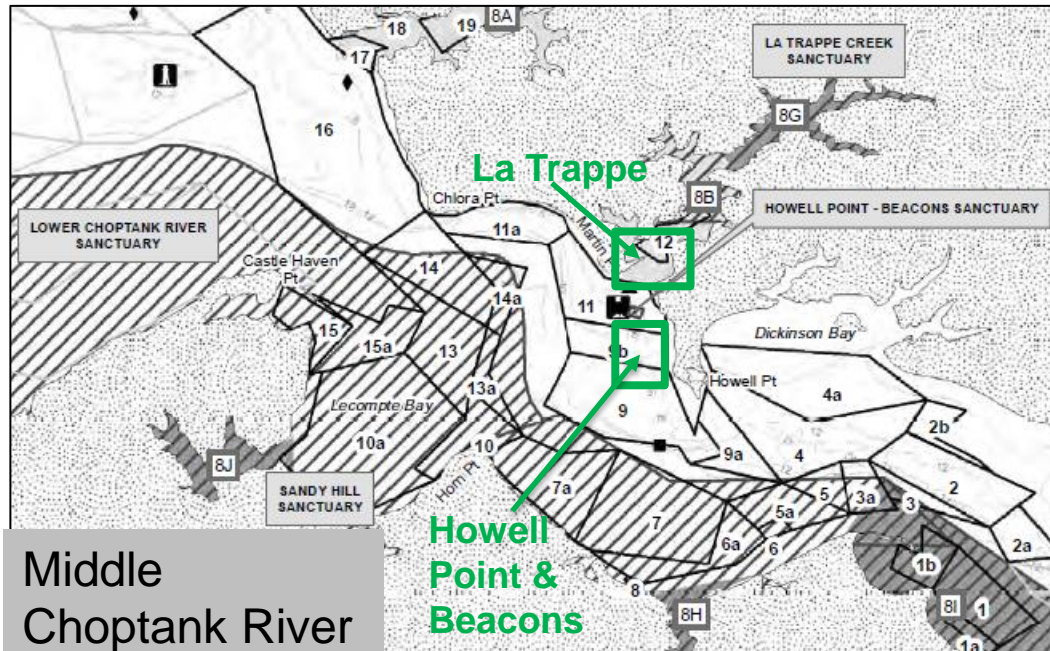 18
19
8A
17
LA TRAPPE CREEK
SANCTUARY
8G
16
La Trappe
Chlora Pt
8B
HOWELL POINT - BEACONS SANCTUARY
LOWER CHOPTANK RIVER
SANCTUARY
11a
Martin
12
Castle Haven
Pt
14
14a
11
Dickinson Bay
15
15a
13
9b
Howell Pt
13a
4a
Lecompte Bay
9
2b
10a
10
9a
4
8J
Horn Pt
SANDY HILL
SANCTUARY
7a
7
5
3a
3
2
5a
6a
6
2a
Howell
Point &
Beacons
1b
8
8H
8I
1
1a
Middle
Choptank River